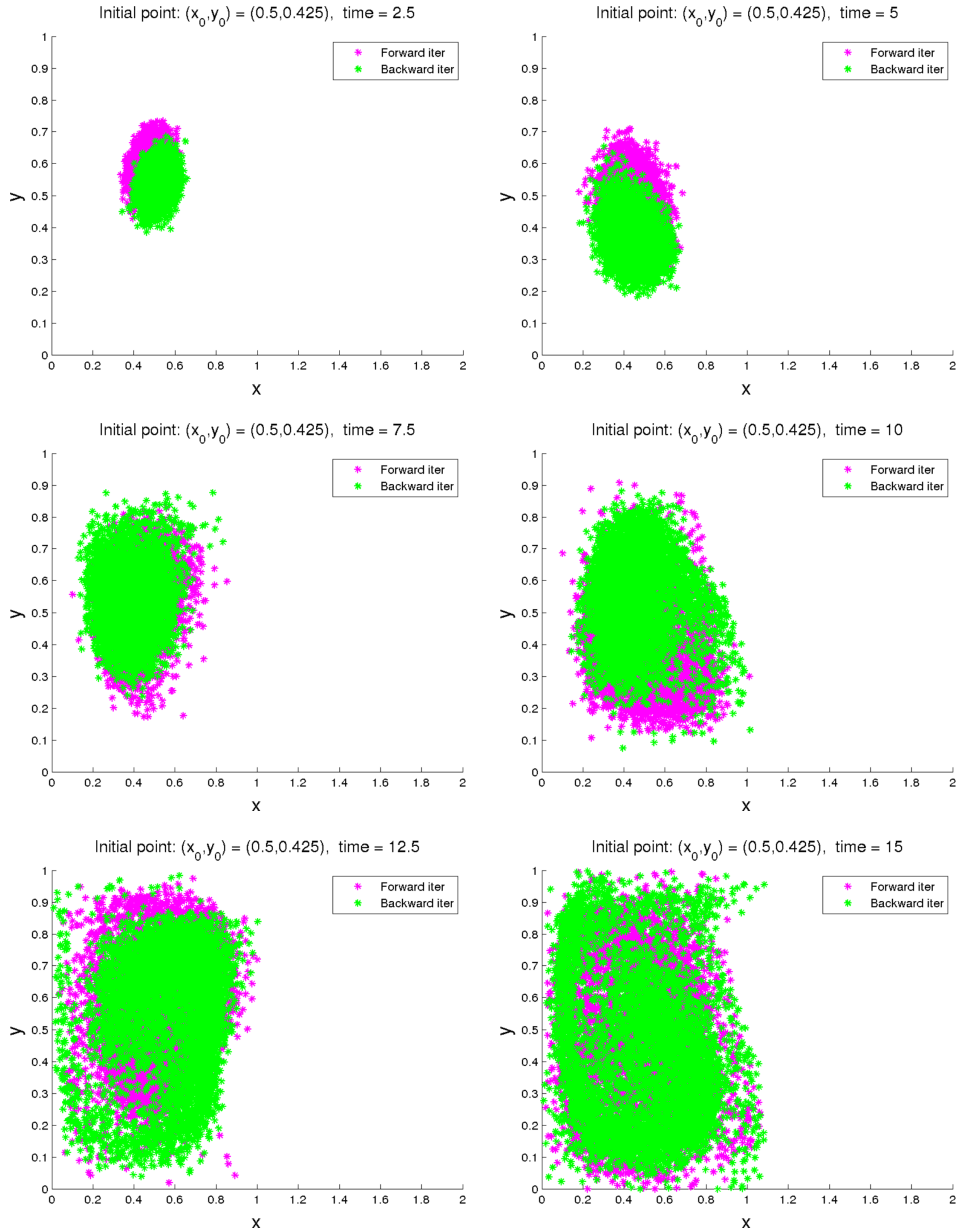 Initial point: (x₀,y₀) = (0.5,0.425), time = 2.5
Forward iter
Backward iter
1
0.9
0.8
0.7
0.6
0.5
0.4
0.3
0.2
0.1
0
y
0 0.2 0.4 0.6 0.8 1 1.2 1.4 1.6 1.8 2
x
Initial point: (x₀,y₀) = (0.5,0.425), time = 5
Forward iter
Backward iter
1
0.9
0.8
0.7
0.6
0.5
0.4
0.3
0.2
0.1
0
y
0 0.2 0.4 0.6 0.8 1 1.2 1.4 1.6 1.8 2
x
Initial point: (x₀,y₀) = (0.5,0.425), time = 7.5
Forward iter
Backward iter
1
0.9
0.8
0.7
0.6
0.5
0.4
0.3
0.2
0.1
0
y
0 0.2 0.4 0.6 0.8 1 1.2 1.4 1.6 1.8 2
x
Initial point: (x₀,y₀) = (0.5,0.425), time = 10
Forward iter
Backward iter
1
0.9
0.8
0.7
0.6
0.5
0.4
0.3
0.2
0.1
0
y
0 0.2 0.4 0.6 0.8 1 1.2 1.4 1.6 1.8 2
x
Initial point: (x₀,y₀) = (0.5,0.425), time = 12.5
Forward iter
Backward iter
1
0.9
0.8
0.7
0.6
0.5
0.4
0.3
0.2
0.1
0
y
0 0.2 0.4 0.6 0.8 1 1.2 1.4 1.6 1.8 2
x
Initial point: (x₀,y₀) = (0.5,0.425), time = 15
Forward iter
Backward iter
1
0.9
0.8
0.7
0.6
0.5
0.4
0.3
0.2
0.1
0
y
0 0.2 0.4 0.6 0.8 1 1.2 1.4 1.6 1.8 2
x